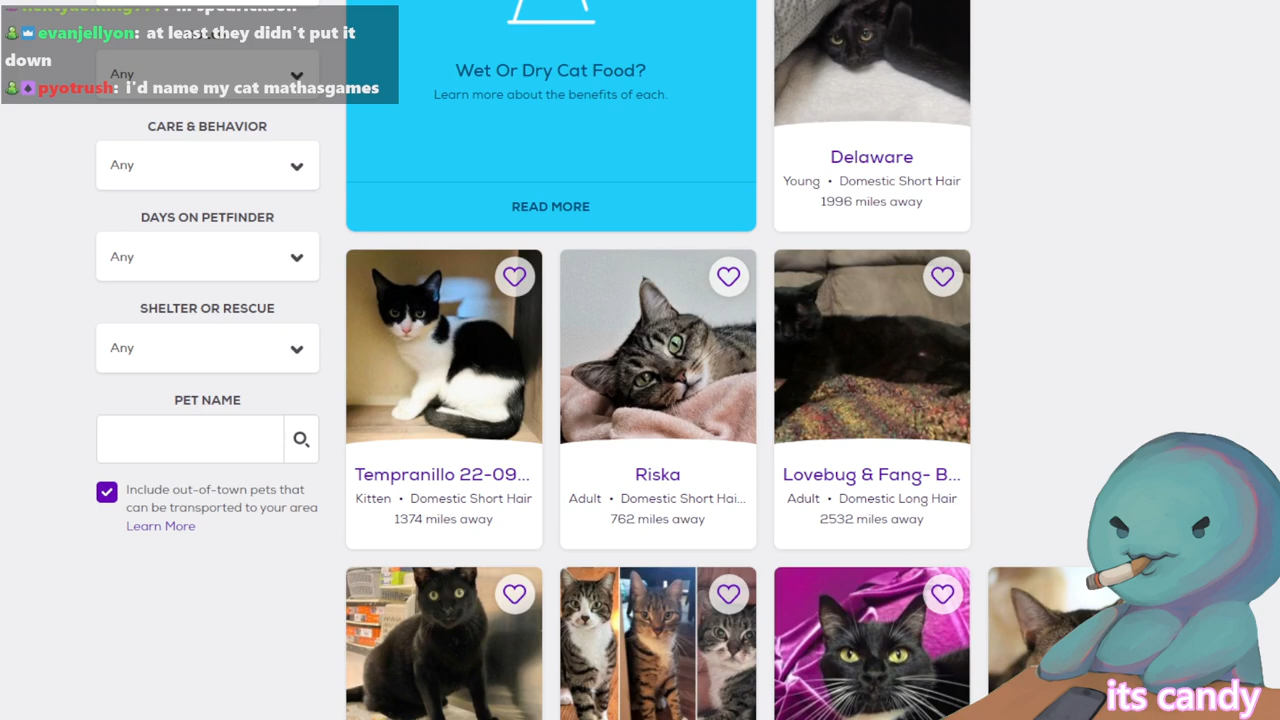 evanjellyon: at least they didn't put it
down
pyotrush: i'd name my cat mathasgames
Any
CARE & BEHAVIOR
Any
DAYS ON PETFINDER
Any
SHELTER OR RESCUE
Any
PET NAME
Include out-of-town pets that
can be transported to your area
Learn More
Wet Or Dry Cat Food?
Learn more about the benefits of each.
READ MORE
Delaware
Young • Domestic Short Hair
1996 miles away
Tempranillo 22-09...
Kitten • Domestic Short Hair
1374 miles away
Riska
Adult • Domestic Short Hai...
762 miles away
Lovebug & Fang- B...
Adult • Domestic Long Hair
2532 miles away
its candy